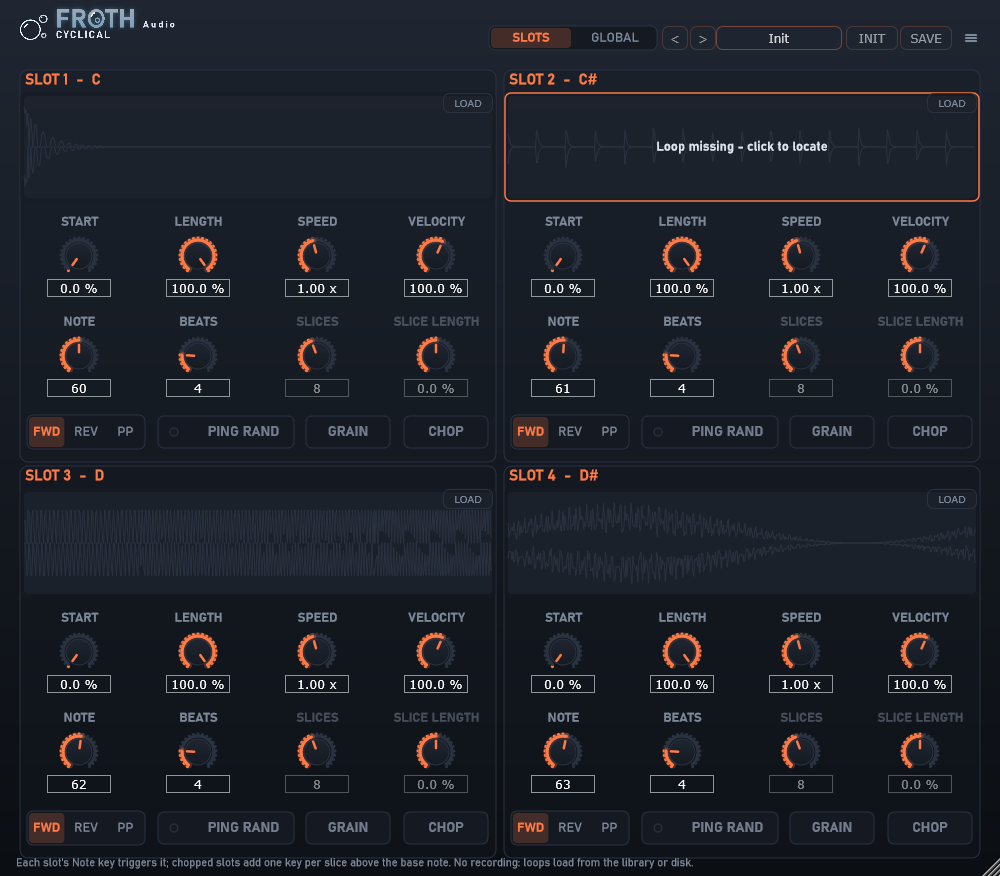 FROTH Audio
CYCLICAL
SLOTS GLOBAL < > Init INIT SAVE
SLOT 1 - C
LOAD
START LENGTH SPEED VELOCITY
0.0 % 100.0 % 1.00 x 100.0 %
NOTE BEATS SLICES SLICE LENGTH
60 4 8 0.0 %
FWD REV PP PING RAND GRAIN CHOP
SLOT 2 - C#
LOAD
Loop missing - click to locate
START LENGTH SPEED VELOCITY
0.0 % 100.0 % 1.00 x 100.0 %
NOTE BEATS SLICES SLICE LENGTH
61 4 8 0.0 %
FWD REV PP PING RAND GRAIN CHOP
SLOT 3 - D
LOAD
START LENGTH SPEED VELOCITY
0.0 % 100.0 % 1.00 x 100.0 %
NOTE BEATS SLICES SLICE LENGTH
62 4 8 0.0 %
FWD REV PP PING RAND GRAIN CHOP
SLOT 4 - D#
LOAD
START LENGTH SPEED VELOCITY
0.0 % 100.0 % 1.00 x 100.0 %
NOTE BEATS SLICES SLICE LENGTH
63 4 8 0.0 %
FWD REV PP PING RAND GRAIN CHOP
Each slot's Note key triggers it; chopped slots add one key per slice above the base note. No recording: loops load from the library or disk.